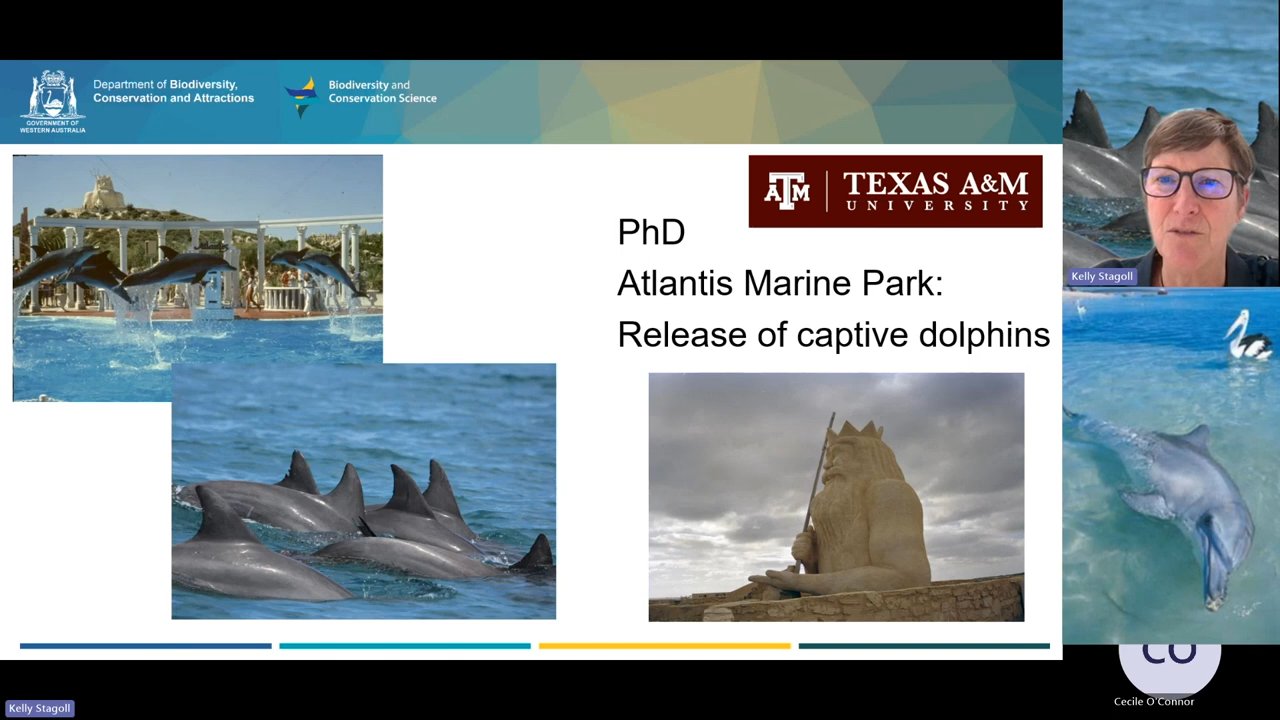 Department of Biodiversity,
Conservation and Attractions
GOVERNMENT OF
WESTERN AUSTRALIA
Biodiversity and
Conservation Science
ATM
TEXAS A&M
UNIVERSITY
PhD
Atlantis Marine Park:
Release of captive dolphins
Kelly Stagoll
CO
Cecile O'Connor
Kelly Stagoll